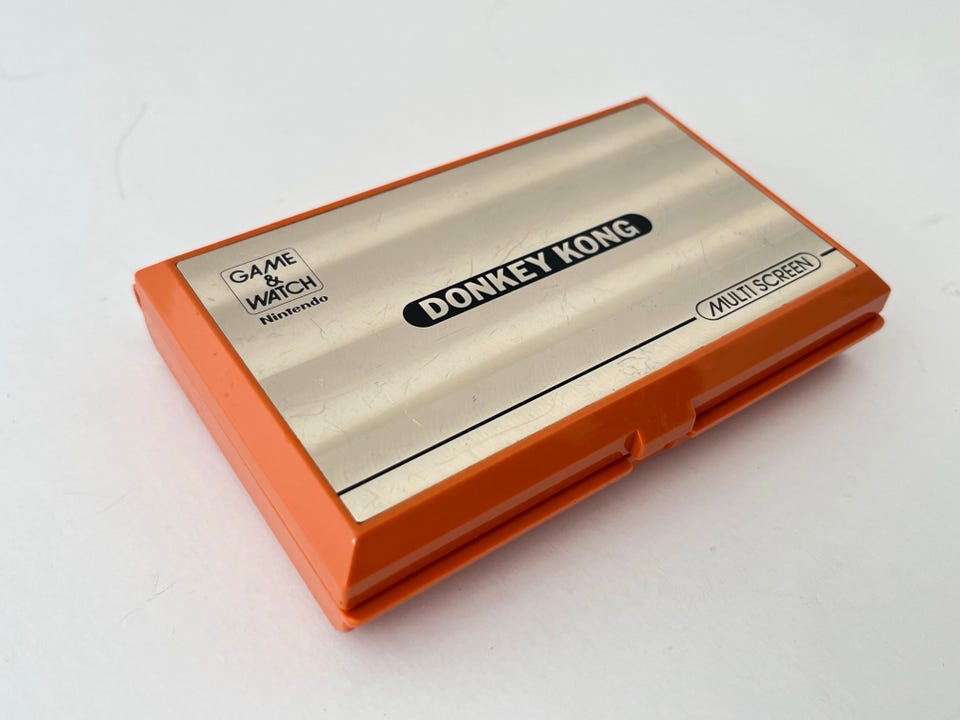 GAME
&
WATCH
Nintendo
DONKEY KONG
MULTI SCREEN